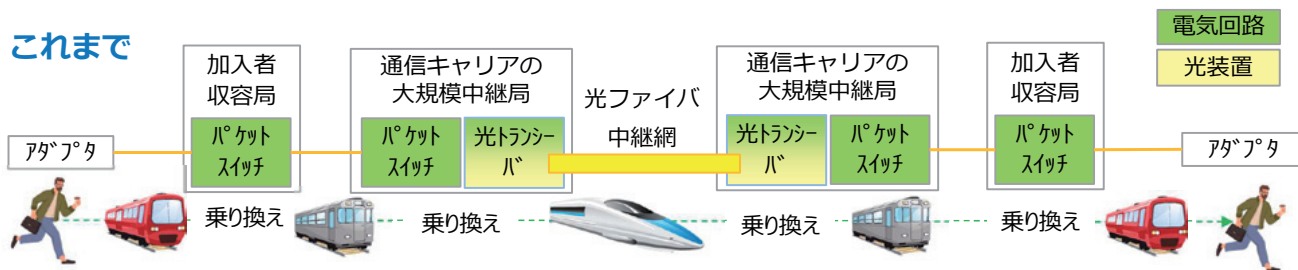 これまで
電気回路
光装置
加入者
収容局
パケット
スイッチ
通信キャリアの
大規模中継局
パケット
スイッチ
光トランシー
バ
光ファイバ
中継網
通信キャリアの
大規模中継局
光トランシー
バ
パケット
スイッチ
加入者
収容局
パケット
スイッチ
アダプタ
アダプタ
乗り換え
乗り換え
乗り換え
乗り換え